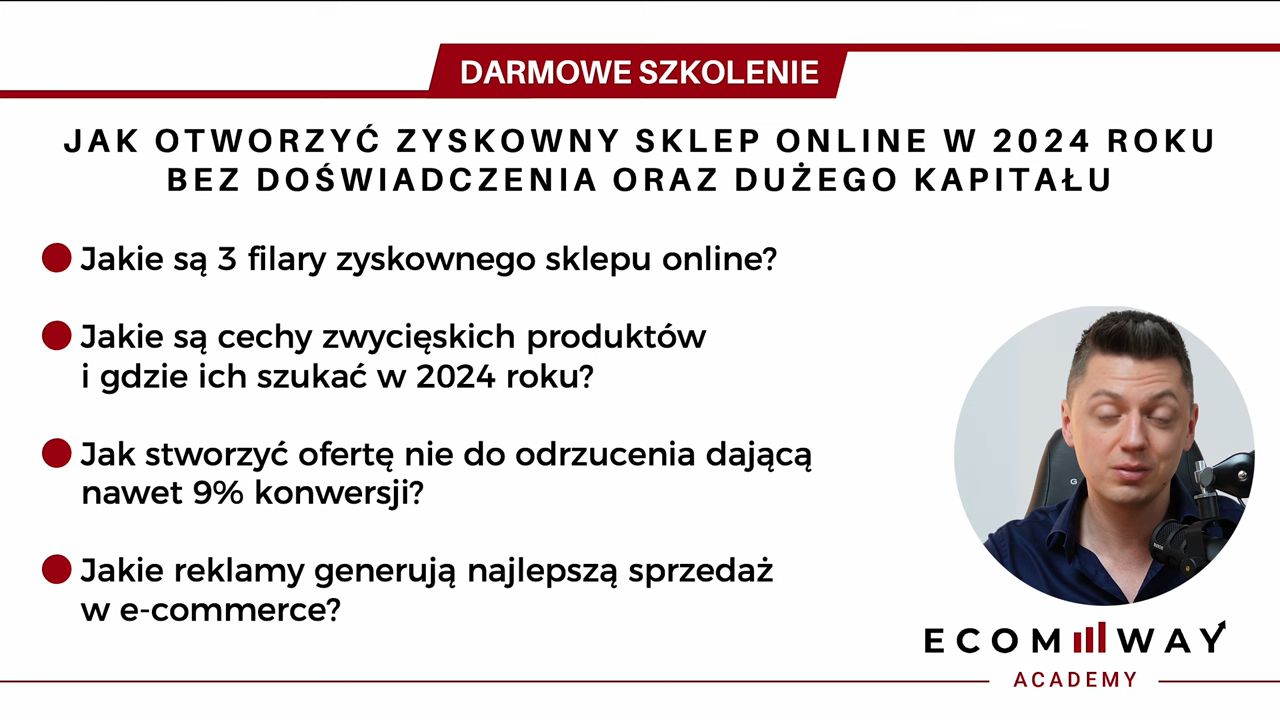 DARMOWE SZKOLENIE
JAK OTWORZYĆ ZYSKOWNY SKLEP ONLINE W 2024 ROKU
BEZ DOŚWIADCZENIA ORAZ DUŻEGO KAPITAŁU
Jakie są 3 filary zyskownego sklepu online?
Jakie są cechy zwycięskich produktów
i gdzie ich szukać w 2024 roku?
Jak stworzyć ofertę nie do odrzucenia dającą
nawet 9% konwersji?
Jakie reklamy generują najlepszą sprzedaż
w e-commerce?
ECOM WAY
ACADEMY